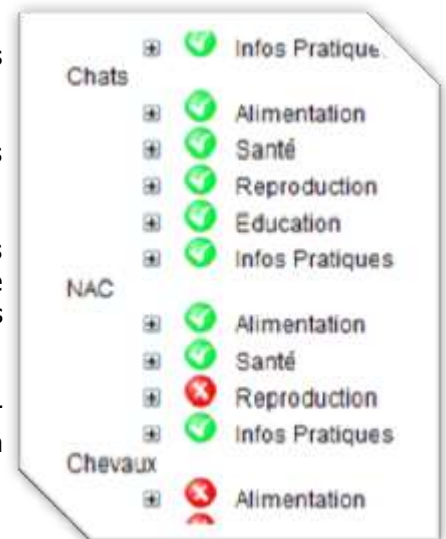 Infos Pratique
Chats
Alimentation
Santé
Reproduction
Education
Infos Pratiques
NAC
Alimentation
Santé
Reproduction
Infos Pratiques
Chevaux
Alimentation